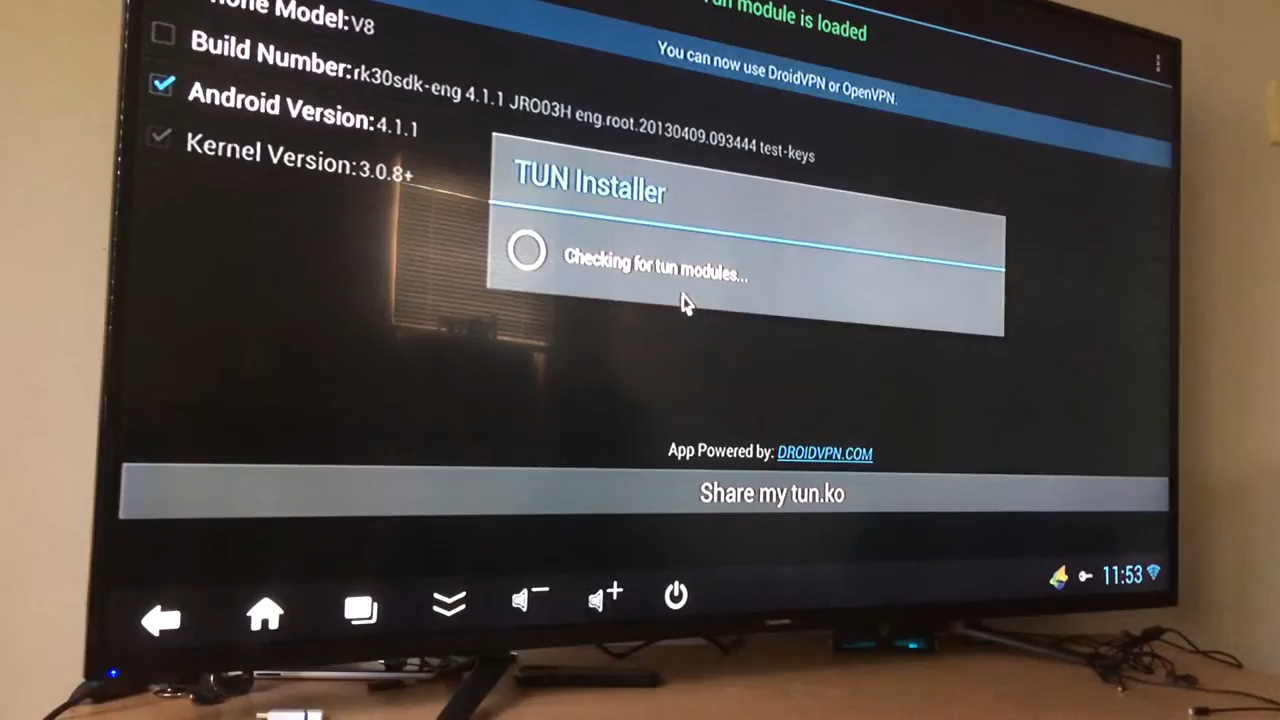 Model:V8
module is loaded
You can now use DroidVPN or OpenVPN.
Build Number:rk30sdk-eng 4.1.1 JRO03H eng.root.20130409.093444 test-keys
Android Version:4.1.1
Kernel Version:3.0.8+
TUN Installer
Checking for tun modules...
App Powered by: DROIDVPN.COM
Share my tun.ko
11:53